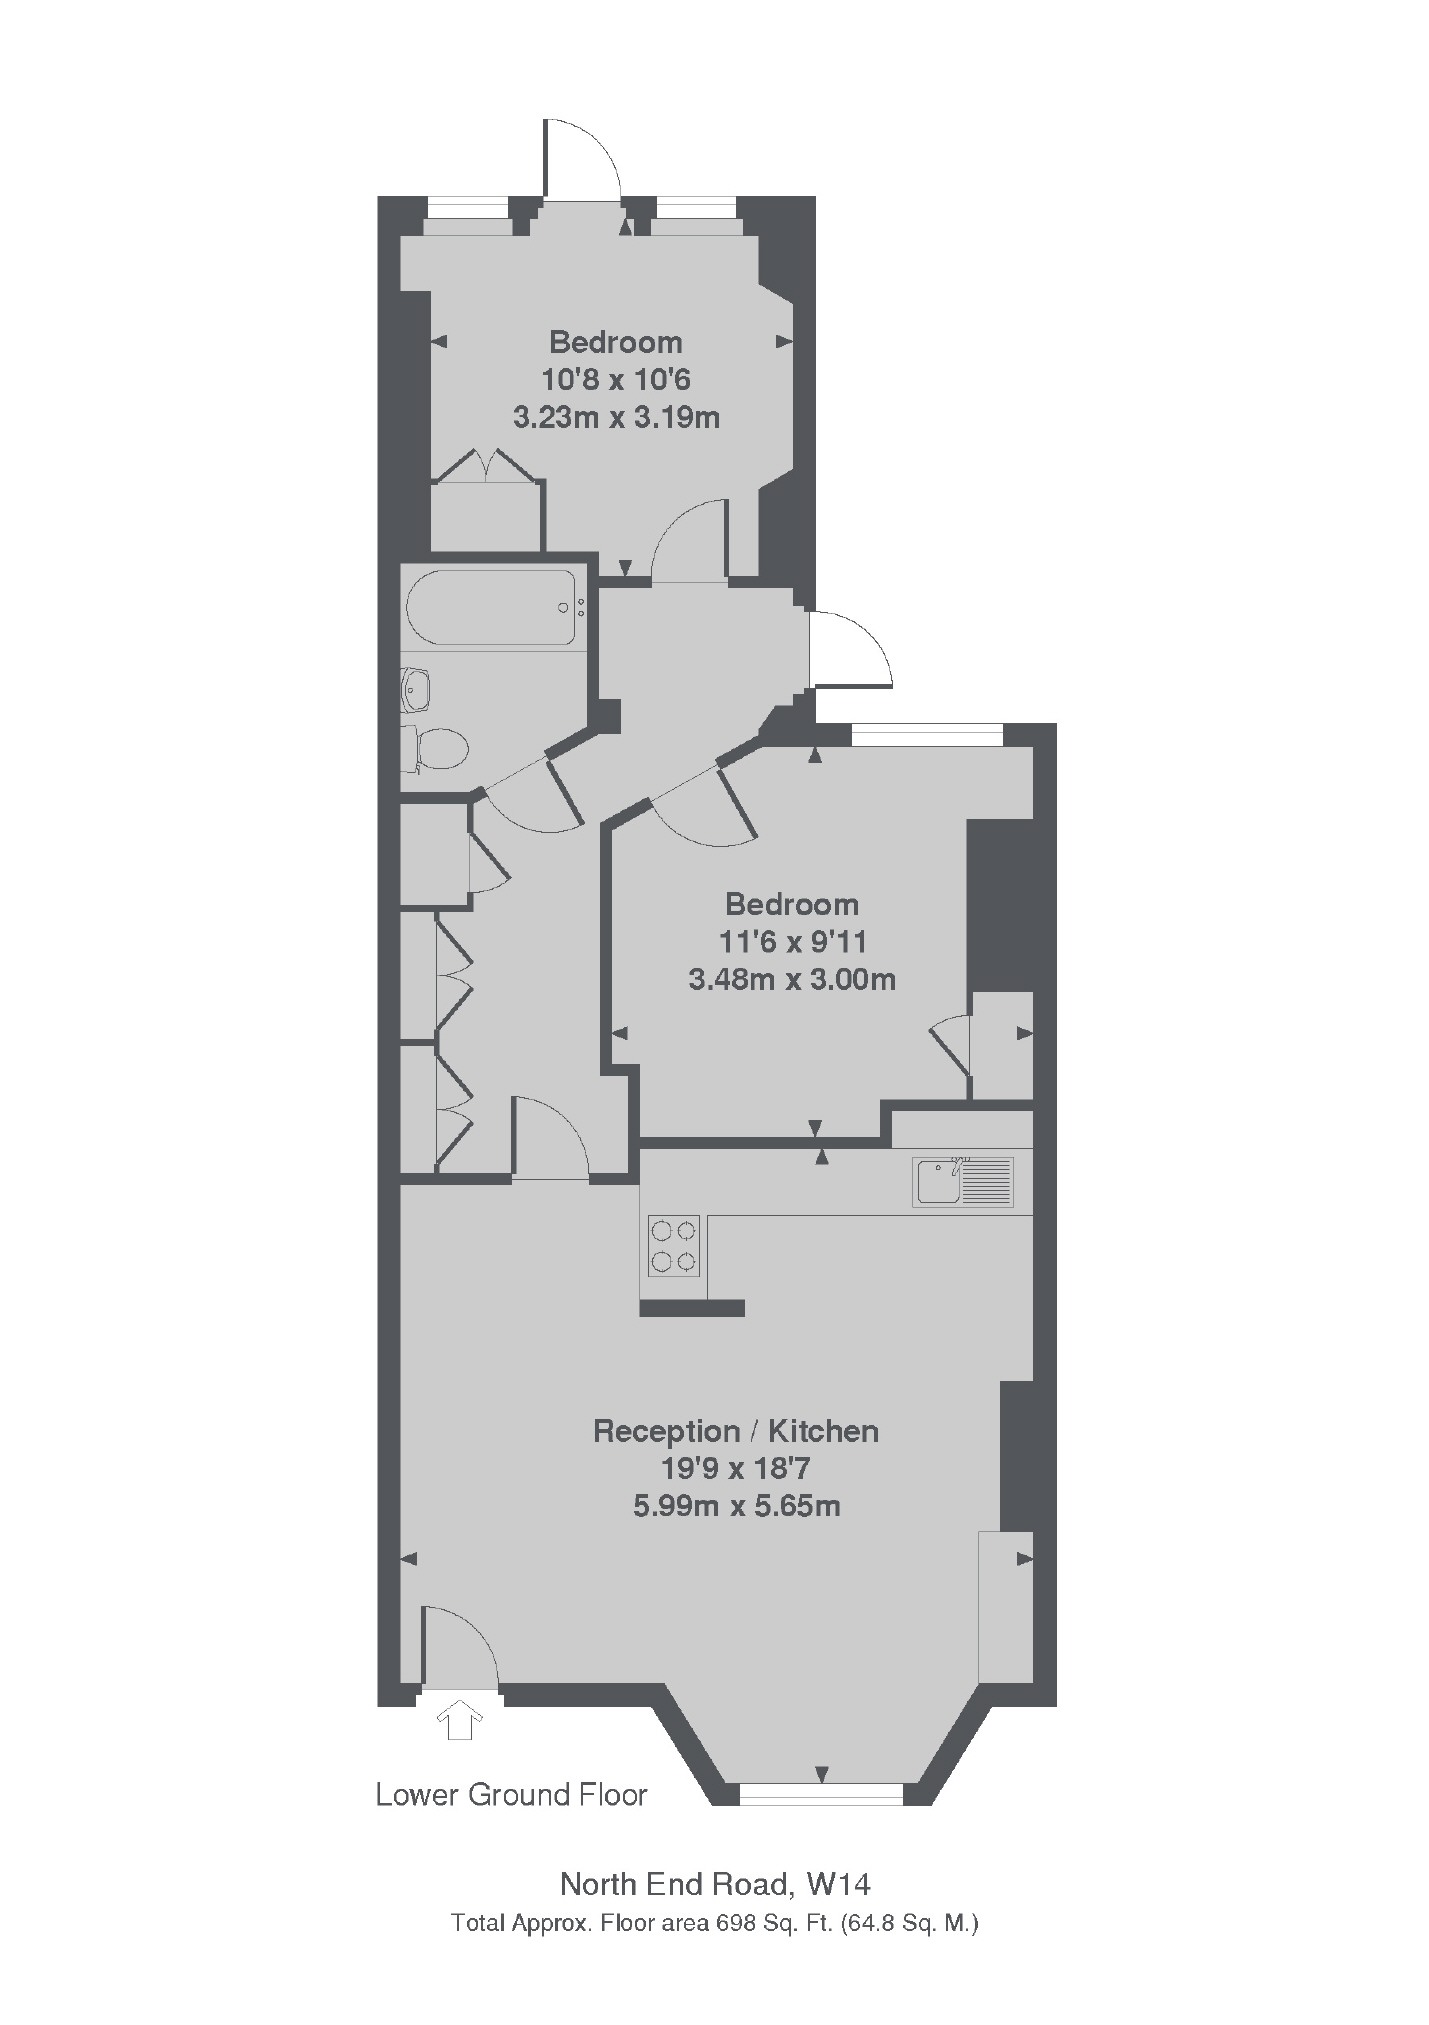 Bedroom
10'8 x 10'6
3.23m x 3.19m
Bedroom
11'6 x 9'11
3.48m x 3.00m
Reception / Kitchen
19'9 x 18'7
5.99m x 5.65m
Lower Ground Floor
North End Road, W14
Total Approx. Floor area 698 Sq. Ft. (64.8 Sq. M.)